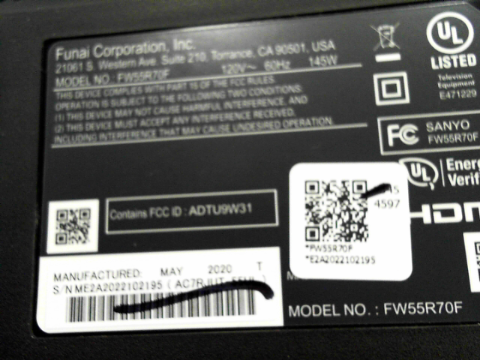 Funai Corporation, Inc.
21061 S. Western Ave. Suite 210, Torrance, CA 90501, USA
MODEL NO.: FW55R70F 120V~ 60Hz 145W
THIS DEVICE COMPLIES WITH PART 15 OF THE FCC RULES.
OPERATION IS SUBJECT TO THE FOLLOWING TWO CONDITIONS:
(1) THIS DEVICE MAY NOT CAUSE HARMFUL INTERFERENCE, AND
(2) THIS DEVICE MUST ACCEPT ANY INTERFERENCE RECEIVED,
INCLUDING INTERFERENCE THAT MAY CAUSE UNDESIRED OPERATION.
UL
LISTED
Television
Equipment
E471229
FC SANYO
FW55R70F
UL Energ
Verifi
HDM
Contains FCC ID : ADTU9W31
4597
*FW55R70F
*E2A2022102195
MANUFACTURED: MAY 2020 T
S/N ME2A2022102195
MODEL NO. : FW55R70F